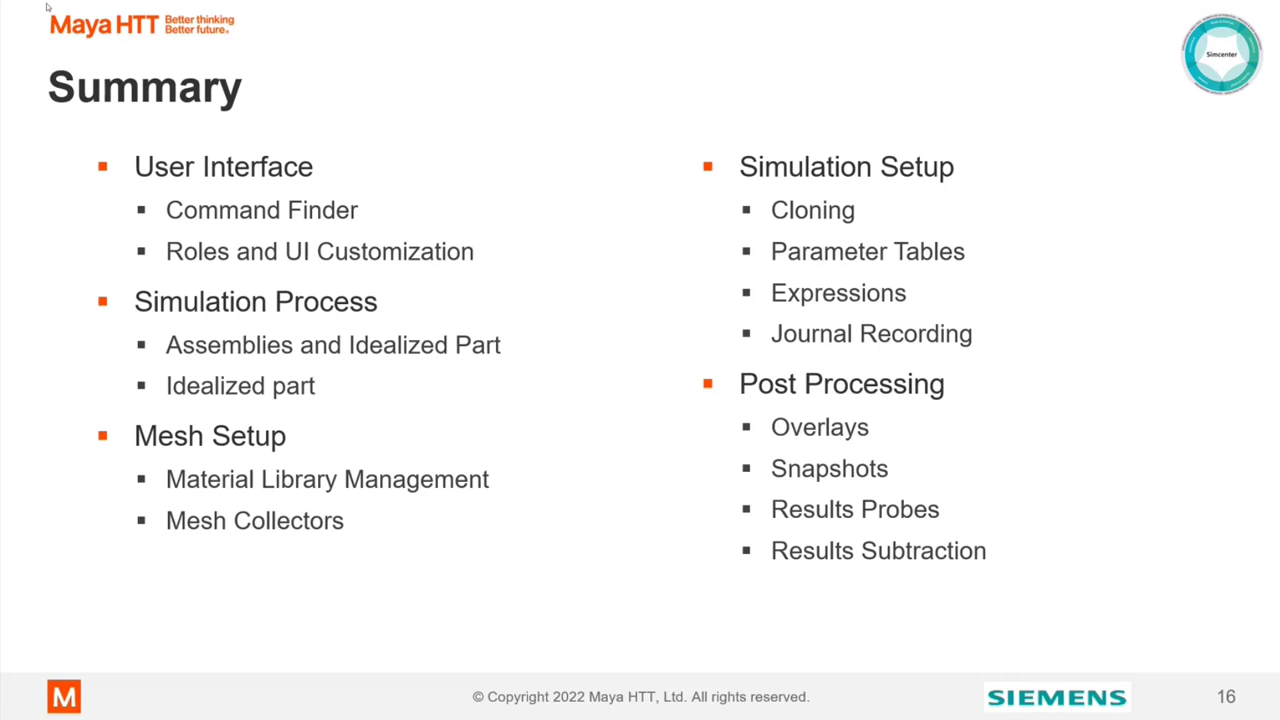 Maya HTT Better thinking
Better future.
Simcenter
Summary
User Interface
Command Finder
Roles and UI Customization
Simulation Process
Assemblies and Idealized Part
Idealized part
Mesh Setup
Material Library Management
Mesh Collectors
Simulation Setup
Cloning
Parameter Tables
Expressions
Journal Recording
Post Processing
Overlays
Snapshots
Results Probes
Results Subtraction
M
© Copyright 2022 Maya HTT, Ltd. All rights reserved.
SIEMENS
16